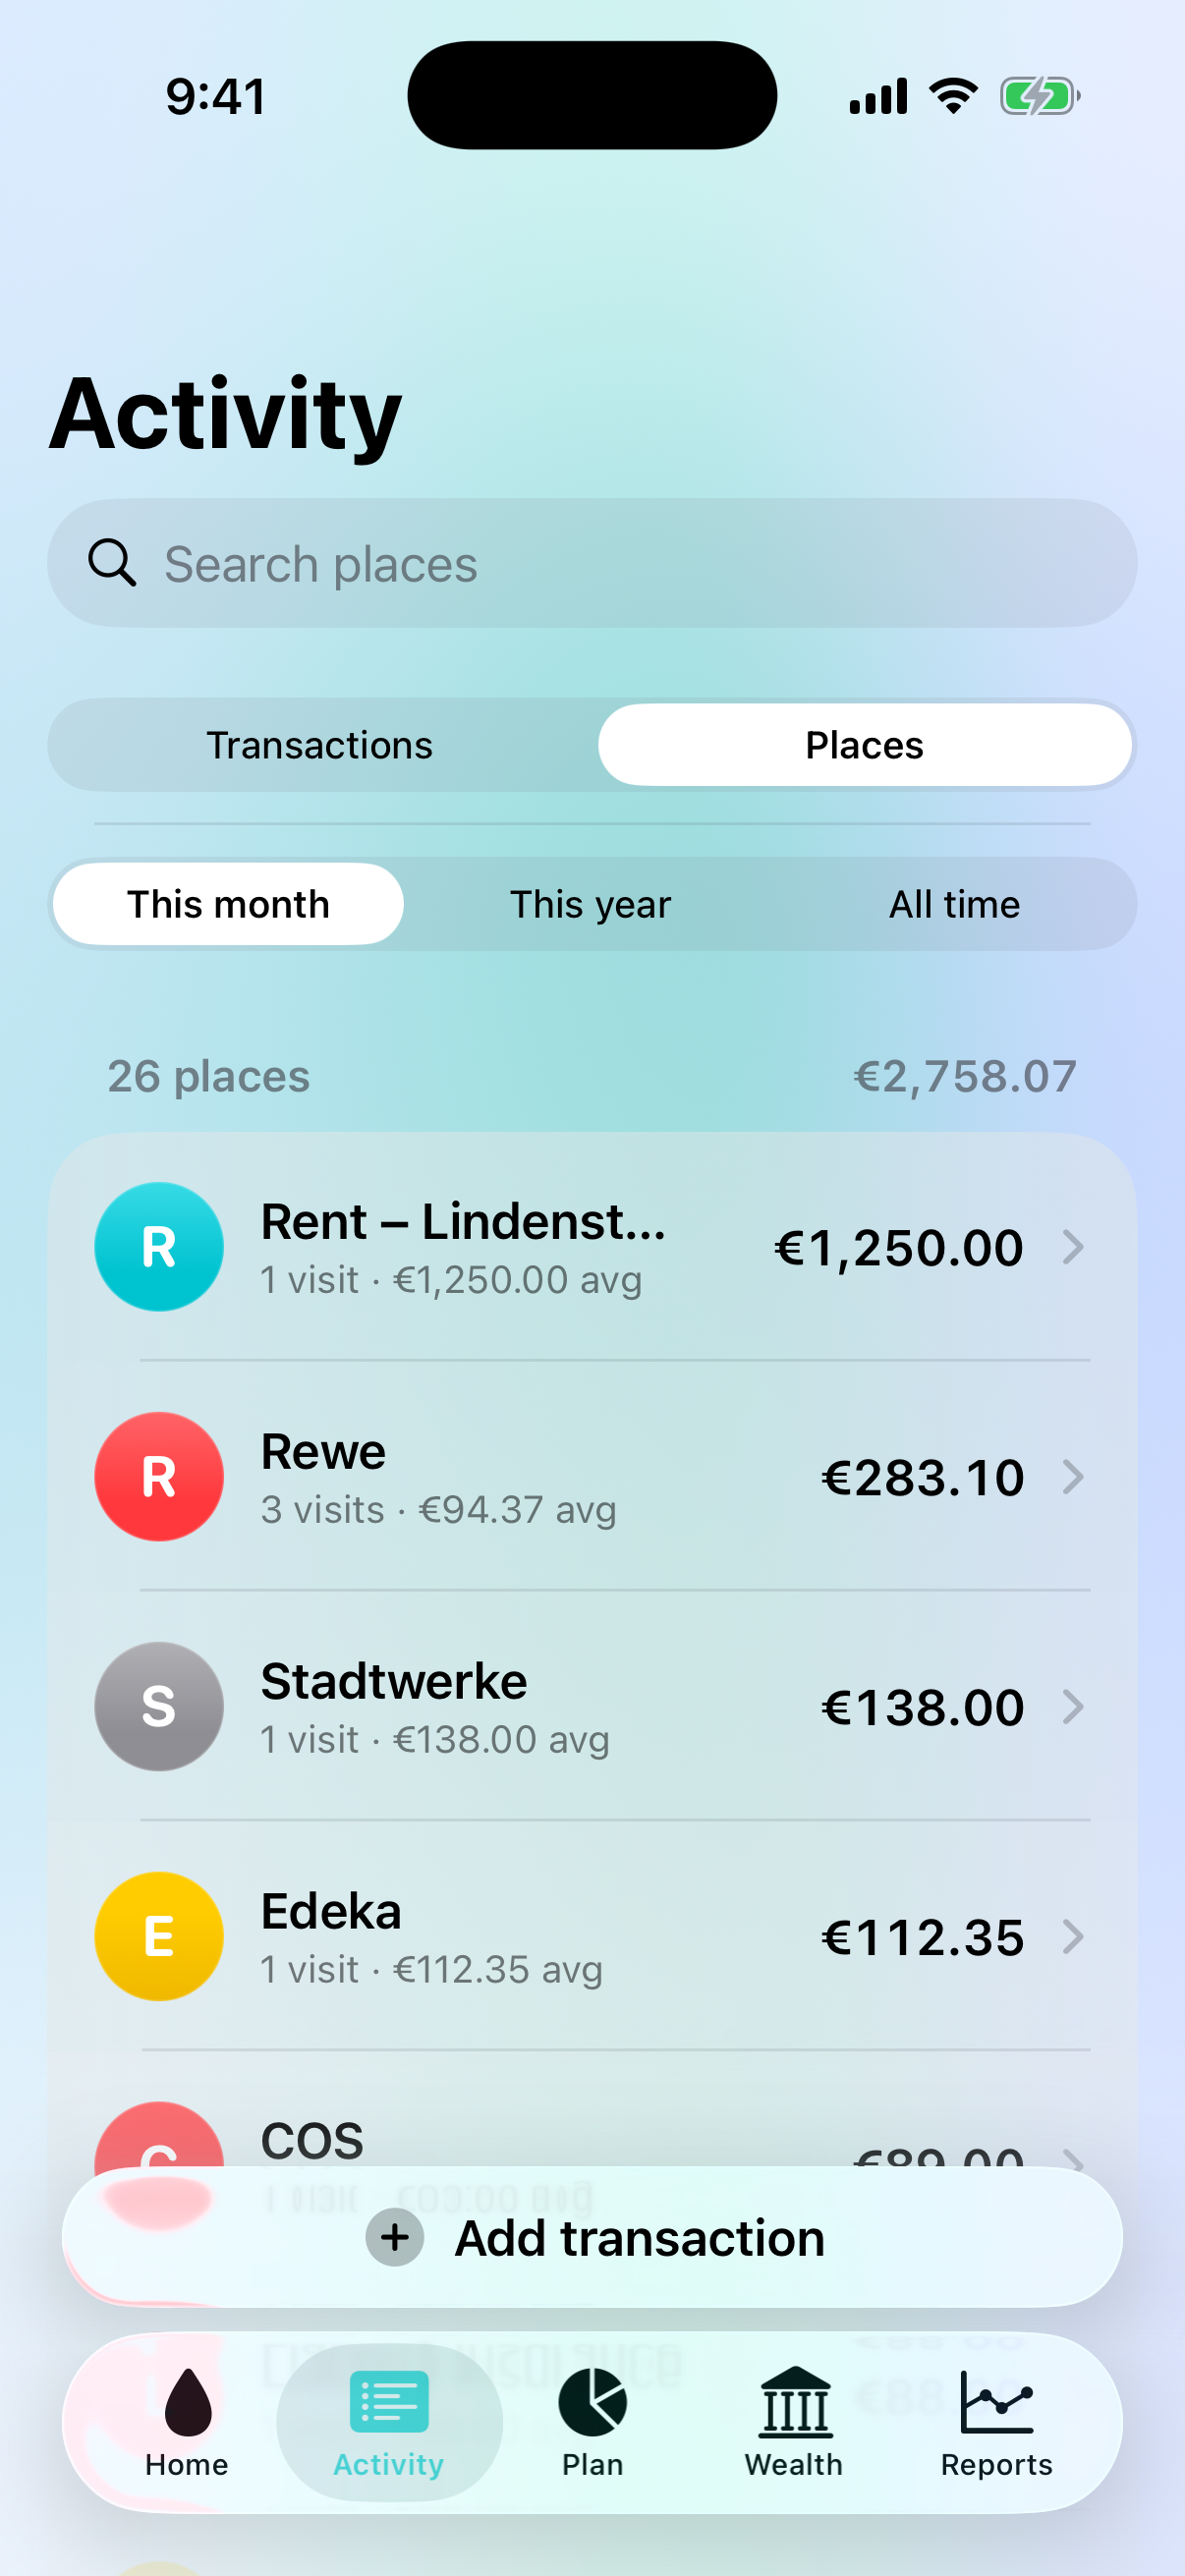 9:41
Activity
Search places
Transactions
Places
This month
This year
All time
26 places
€2,758.07
R
Rent – Lindenst...
€1,250.00
1 visit · €1,250.00 avg
R
Rewe
€283.10
3 visits · €94.37 avg
S
Stadtwerke
€138.00
1 visit · €138.00 avg
E
Edeka
€112.35
1 visit · €112.35 avg
C
COS
€89.00
Add transaction
Home
Activity
Plan
Wealth
Reports